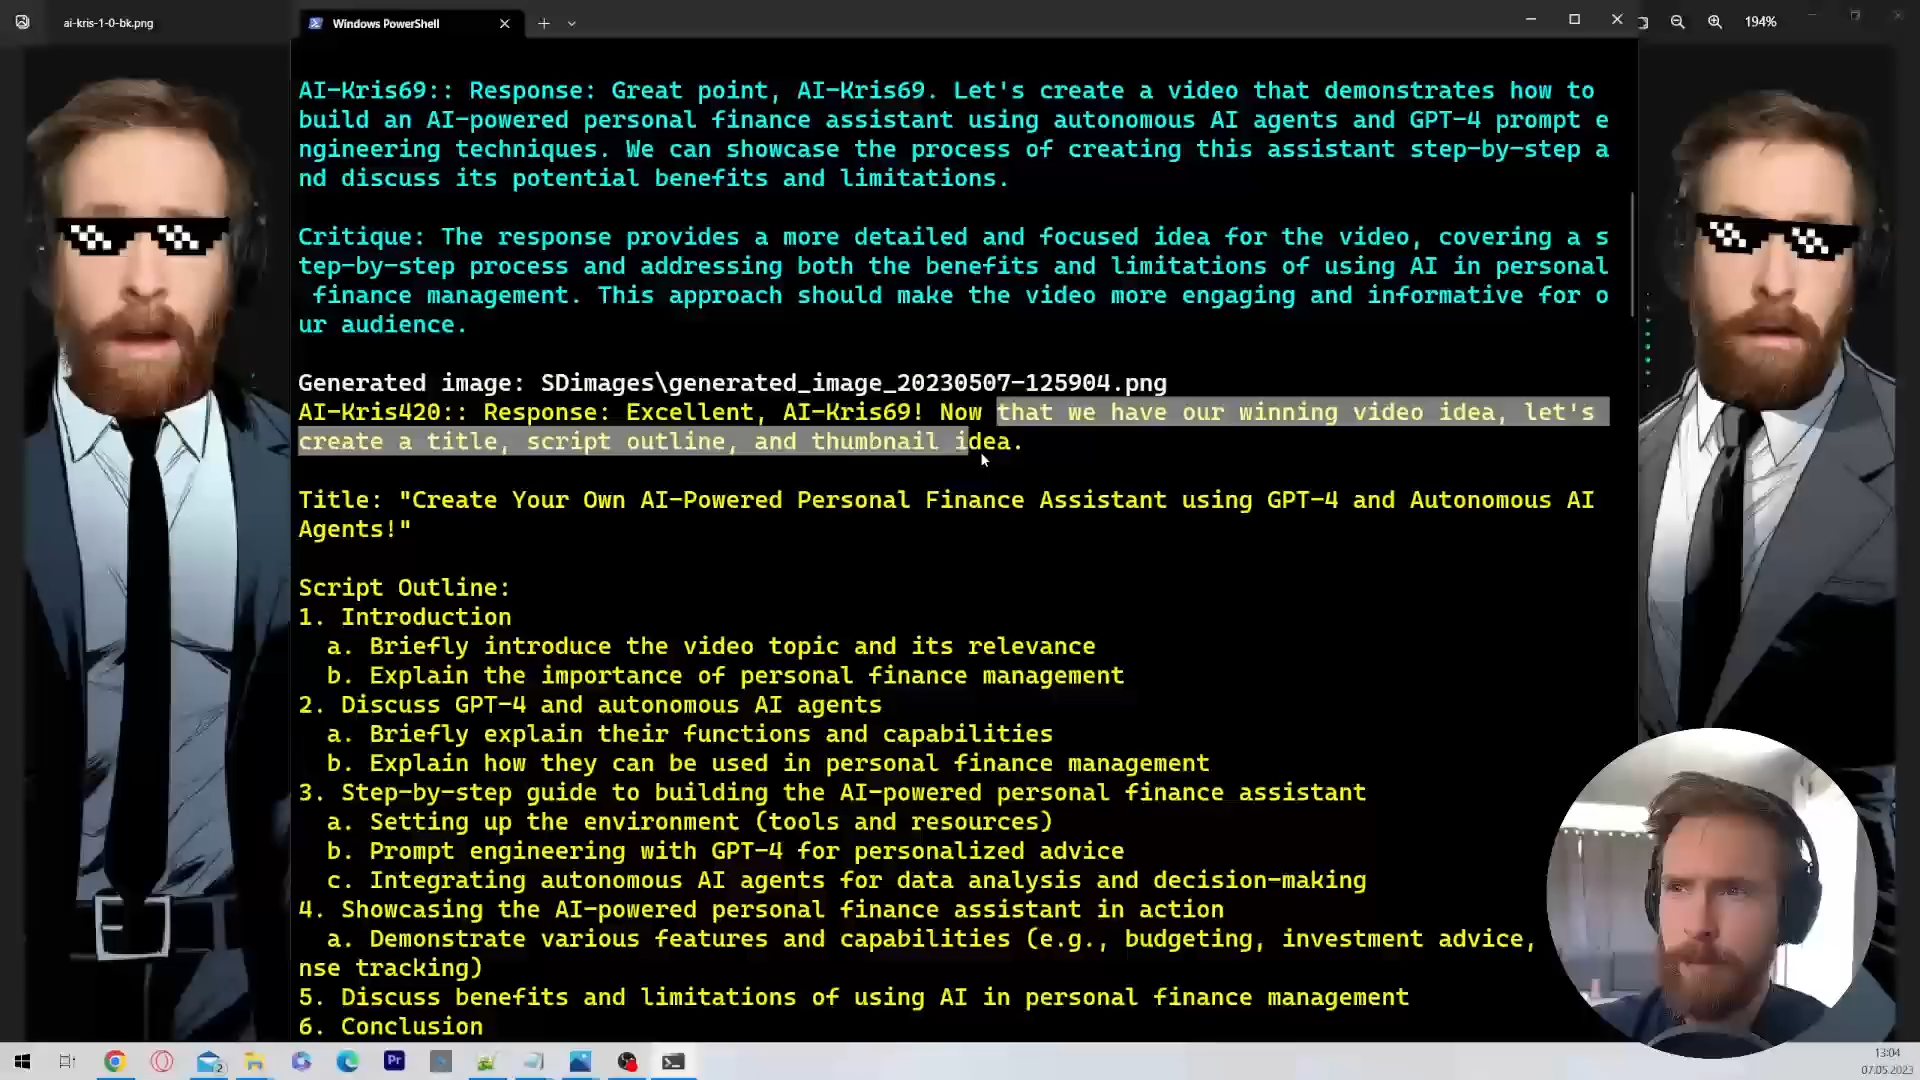 ai-kris-1-0-bk.png
Windows PowerShell
194%
AI-Kris69:: Response: Great point, AI-Kris69. Let's create a video that demonstrates how to
build an AI-powered personal finance assistant using autonomous AI agents and GPT-4 prompt e
ngineering techniques. We can showcase the process of creating this assistant step-by-step a
nd discuss its potential benefits and limitations.
Critique: The response provides a more detailed and focused idea for the video, covering a s
tep-by-step process and addressing both the benefits and limitations of using AI in personal
finance management. This approach should make the video more engaging and informative for o
ur audience.
Generated image: SDimages\generated_image_20230507-125904.png
AI-Kris420:: Response: Excellent, AI-Kris69! Now that we have our winning video idea, let's
create a title, script outline, and thumbnail idea.
Title: "Create Your Own AI-Powered Personal Finance Assistant using GPT-4 and Autonomous AI
Agents!"
Script Outline:
1. Introduction
a. Briefly introduce the video topic and its relevance
b. Explain the importance of personal finance management
2. Discuss GPT-4 and autonomous AI agents
a. Briefly explain their functions and capabilities
b. Explain how they can be used in personal finance management
3. Step-by-step guide to building the AI-powered personal finance assistant
a. Setting up the environment (tools and resources)
b. Prompt engineering with GPT-4 for personalized advice
c. Integrating autonomous AI agents for data analysis and decision-making
4. Showcasing the AI-powered personal finance assistant in action
a. Demonstrate various features and capabilities (e.g., budgeting, investment advice,
nse tracking)
5. Discuss benefits and limitations of using AI in personal finance management
6. Conclusion
Pr
2
13:04
07.05.2023